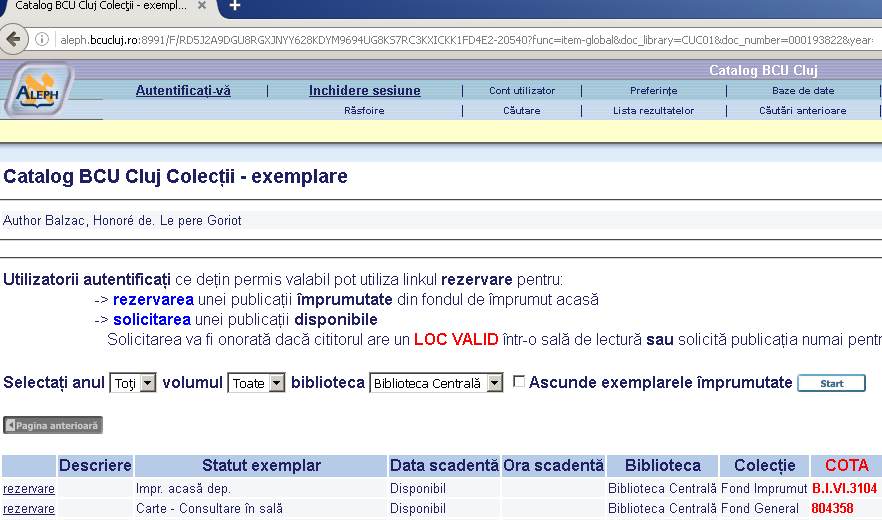 Catalog BCU Cluj Colecții - exempl... × +
aleph.bcucluj.ro:8991/F/RD5J2A9DGU8RGXJNYY628KDYM9694UG8KS7RC3KXICKK1FD4E2-20540?func=item-global&doc_library=CUC01&doc_number=000193822&year=
Catalog BCU Cluj
ALEPH
Autentificați-vă | Inchidere sesiune | Cont utilizator | Preferințe | Baze de date |
Răsfoire | Căutare | Lista rezultatelor | Căutări anterioare |
Catalog BCU Cluj Colecții - exemplare
Author Balzac, Honoré de. Le pere Goriot
Utilizatorii autentificați ce dețin permis valabil pot utiliza linkul rezervare pentru:
-> rezervarea unei publicații împrumutate din fondul de împrumut acasă
-> solicitarea unei publicații disponibile
Solicitarea va fi onorată dacă cititorul are un LOC VALID într-o sală de lectură sau solicită publicația numai pentr
Selectați anul Toți volumul Toate biblioteca Biblioteca Centrală Ascunde exemplarele împrumutate Start
Pagina anterioară
Descriere Statut exemplar Data scadentă Ora scadentă Biblioteca Colecție COTA
rezervare Impr. acasă dep. Disponibil Biblioteca Centrală Fond Imprumut B.I.VI.3104
rezervare Carte - Consultare în sală Disponibil Biblioteca Centrală Fond General 804358